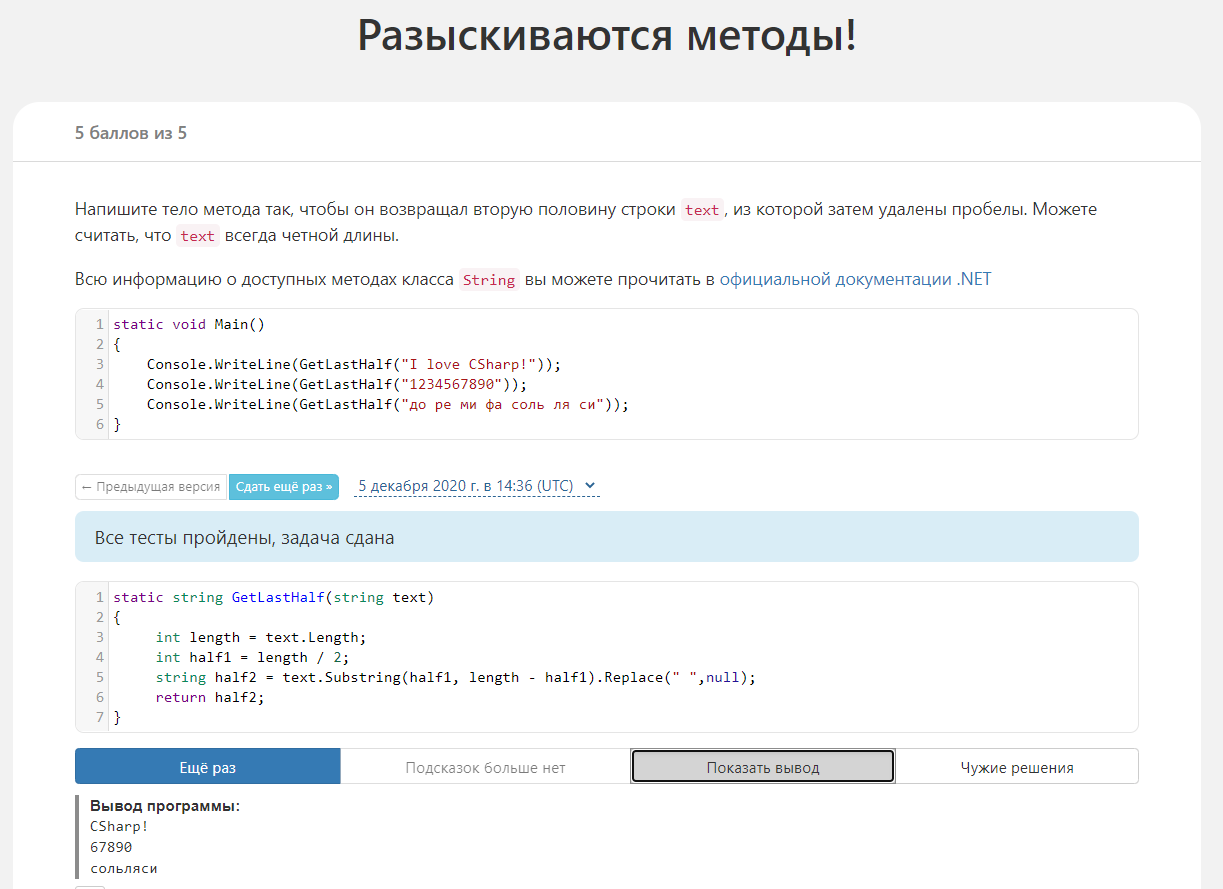 Разыскиваются методы!
5 баллов из 5
Напишите тело метода так, чтобы он возвращал вторую половину строки text, из которой затем удалены пробелы. Можете
считать, что text всегда четной длины.
Всю информацию о доступных методах класса String вы можете прочитать в официальной документации .NET
1 static void Main()
2 {
3     Console.WriteLine(GetLastHalf("I love CSharp!"));
4     Console.WriteLine(GetLastHalf("1234567890"));
5     Console.WriteLine(GetLastHalf("до ре ми фа соль ля си"));
6 }
← Предыдущая версия Сдать ещё раз » 5 декабря 2020 г. в 14:36 (UTC)
Все тесты пройдены, задача сдана
1 static string GetLastHalf(string text)
2 {
3      int length = text.Length;
4      int half1 = length / 2;
5      string half2 = text.Substring(half1, length - half1).Replace(" ",null);
6      return half2;
7 }
Ещё раз Подсказок больше нет Показать вывод Чужие решения
Вывод программы:
CSharp!
67890
сольляси